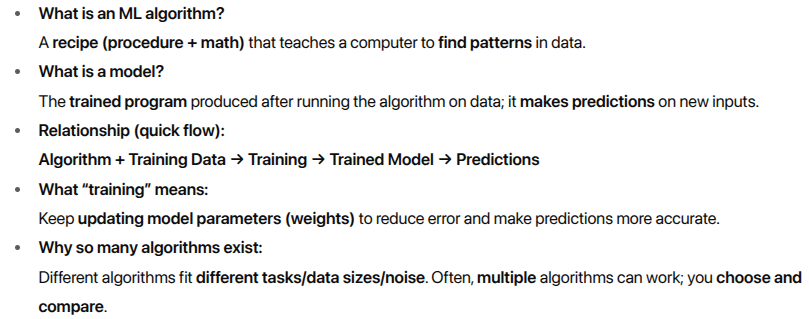 • What is an ML algorithm?
A recipe (procedure + math) that teaches a computer to find patterns in data.
• What is a model?
The trained program produced after running the algorithm on data; it makes predictions on new inputs.
• Relationship (quick flow):
Algorithm + Training Data → Training → Trained Model → Predictions
• What “training” means:
Keep updating model parameters (weights) to reduce error and make predictions more accurate.
• Why so many algorithms exist:
Different algorithms fit different tasks/data sizes/noise. Often, multiple algorithms can work; you choose and
compare.